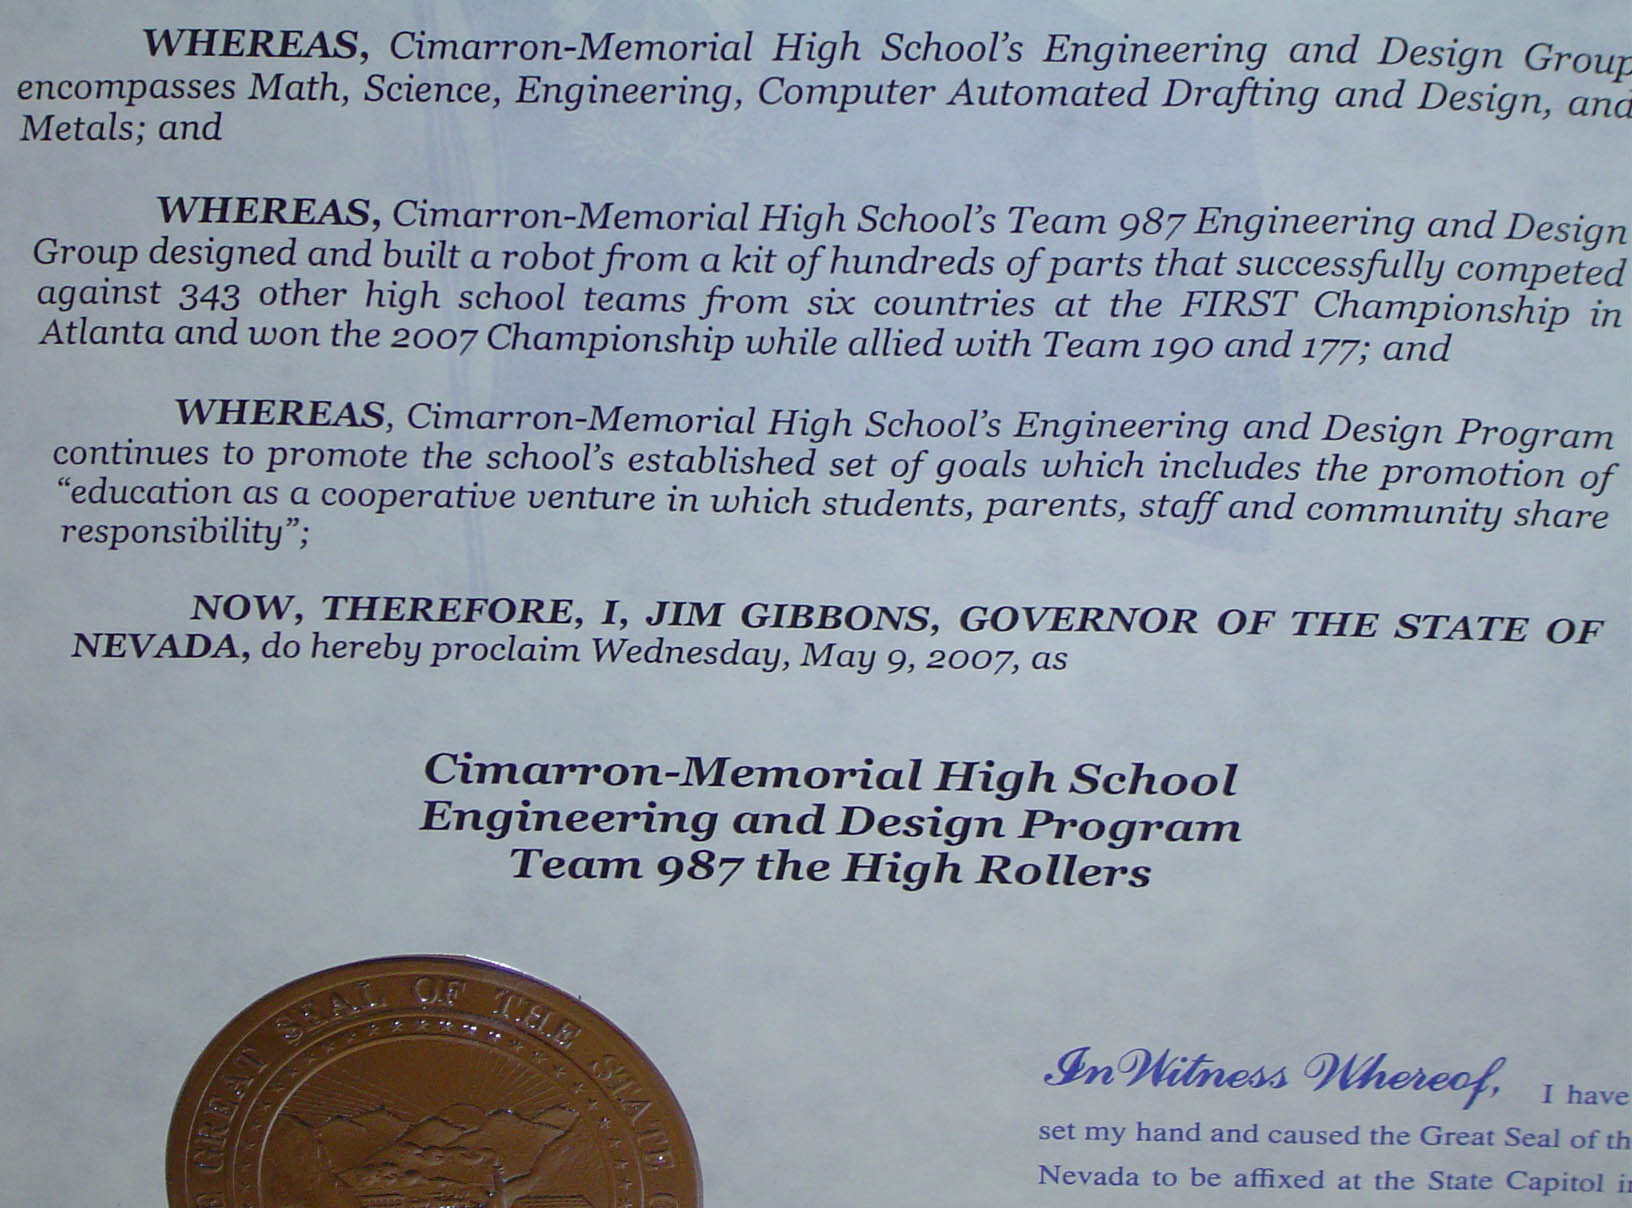 WHEREAS, Cimarron-Memorial High School's Engineering and Design Group
encompasses Math, Science, Engineering, Computer Automated Drafting and Design, and
Metals; and
WHEREAS, Cimarron-Memorial High School's Team 987 Engineering and Design
Group designed and built a robot from a kit of hundreds of parts that successfully competed
against 343 other high school teams from six countries at the FIRST Championship in
Atlanta and won the 2007 Championship while allied with Team 190 and 177; and
WHEREAS, Cimarron-Memorial High School's Engineering and Design Program
continues to promote the school's established set of goals which includes the promotion of
“education as a cooperative venture in which students, parents, staff and community share
responsibility”;
NOW, THEREFORE, I, JIM GIBBONS, GOVERNOR OF THE STATE OF
NEVADA, do hereby proclaim Wednesday, May 9, 2007, as
Cimarron-Memorial High School
Engineering and Design Program
Team 987 the High Rollers
GREAT SEAL OF THE STATE
In Witness Whereof, I have
set my hand and caused the Great Seal of th
Nevada to be affixed at the State Capitol in